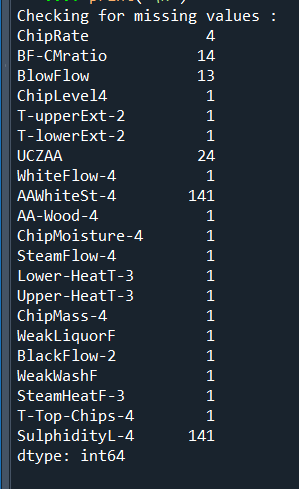 Checking for missing values :
ChipRate 4
BF-CMratio 14
BlowFlow 13
ChipLevel4 1
T-upperExt-2 1
T-lowerExt-2 1
UCZAA 24
WhiteFlow-4 1
AAWhiteSt-4 141
AA-Wood-4 1
ChipMoisture-4 1
SteamFlow-4 1
Lower-HeatT-3 1
Upper-HeatT-3 1
ChipMass-4 1
WeakLiquorF 1
BlackFlow-2 1
WeakWashF 1
SteamHeatF-3 1
T-Top-Chips-4 1
SulphidityL-4 141
dtype: int64